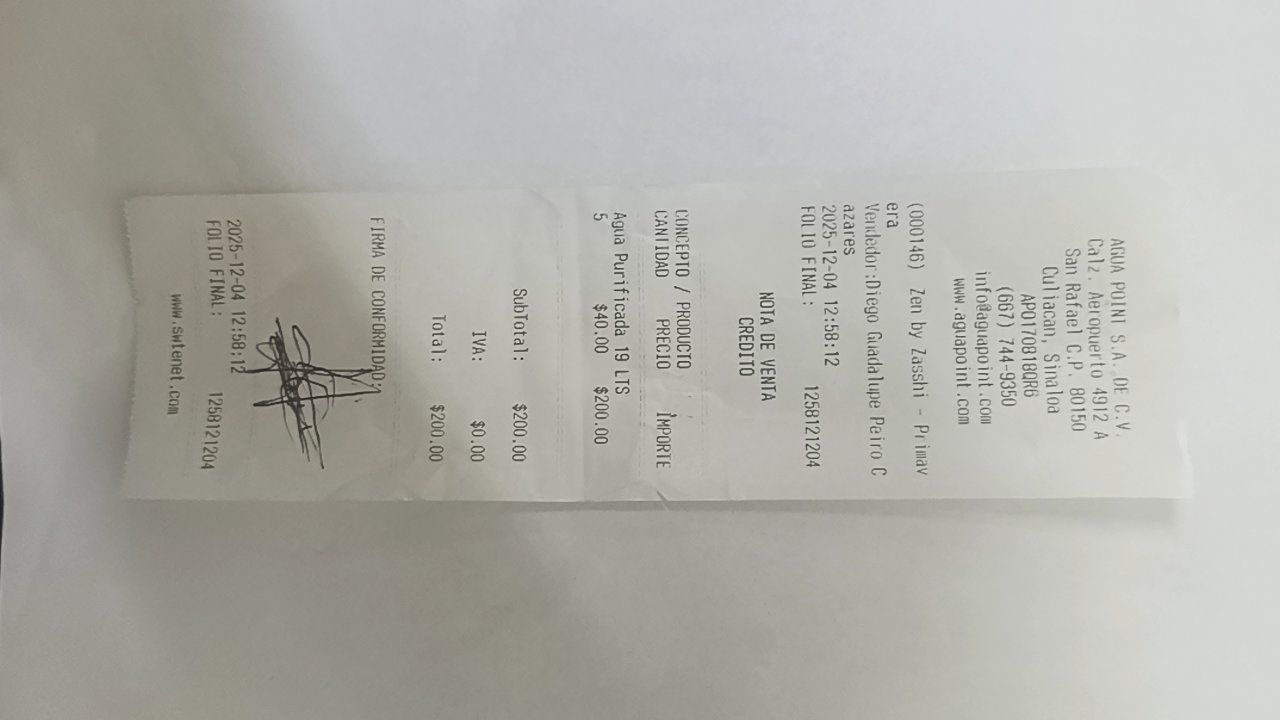 AGUA POINT S.A. DE C.V.
Calz. Aeropuerto 4912 A
San Rafael C.P. 80150
Culiacan, Sinaloa
APO170818QR6
(667) 744-9350
info@aguapoint.com
www.aguapoint.com
(000146) Zen by Zasshi - Primav
era
Vendedor:Diego Guadalupe Peiro C
azares
2025-12-04 12:58:12
FOLIO FINAL: 1258121204
NOTA DE VENTA
CREDITO
CONCEPTO / PRODUCTO
CANTIDAD PRECIO IMPORTE
Agua Purificada 19 LTS
5 $40.00 $200.00
SubTotal: $200.00
IVA: $0.00
Total: $200.00
FIRMA DE CONFORMIDAD:
2025-12-04 12:58:12
FOLIO FINAL: 1258121204
www.swtenet.com